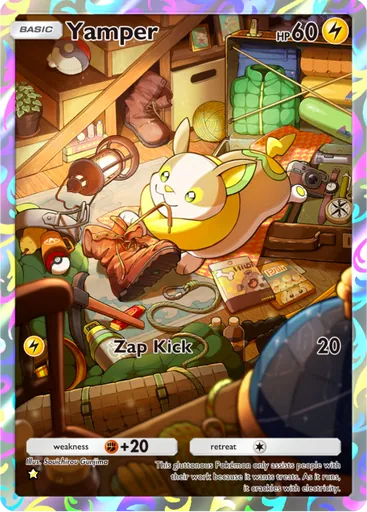 BASIC Yamper HP 60
Zap Kick 20
weakness +20 retreat
Illus. Souichirou Gunjima
This gluttonous Pokémon only assists people with
their work because it wants treats. As it runs,
it crackles with electricity.